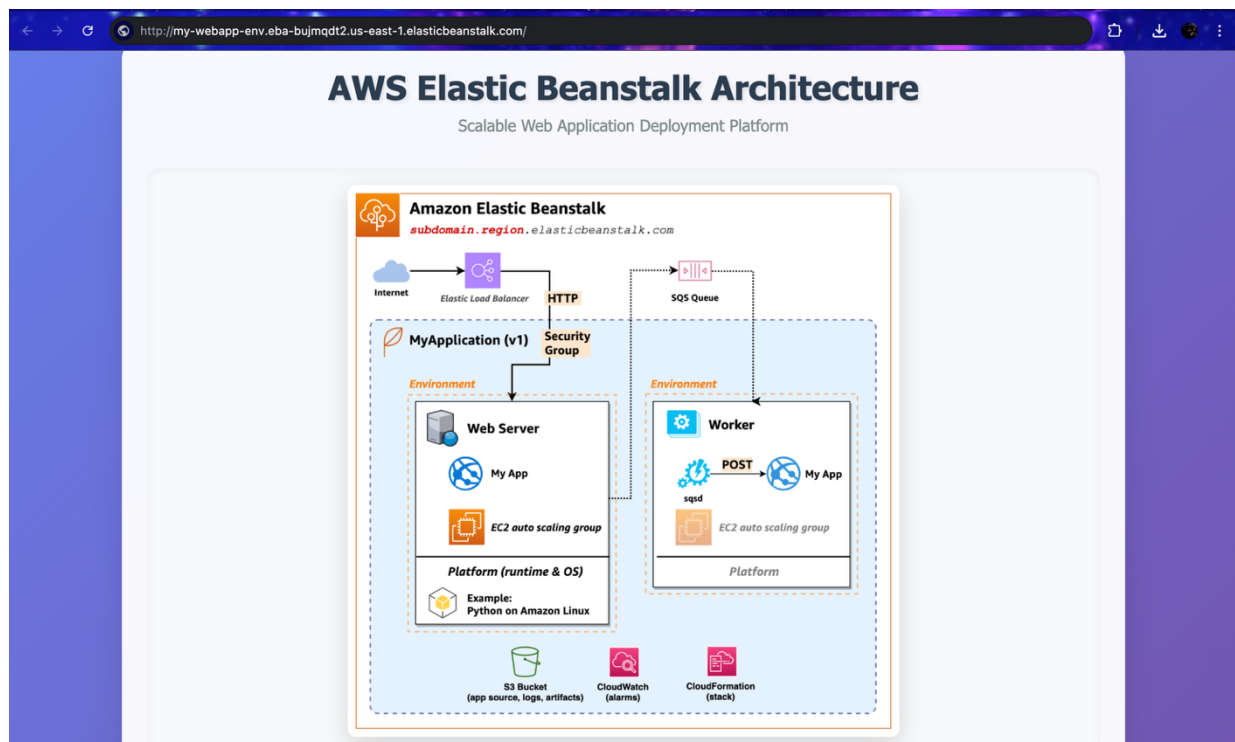 http://my-webapp-env.eba-bujmqdt2.us-east-1.elasticbeanstalk.com/
AWS Elastic Beanstalk Architecture
Scalable Web Application Deployment Platform
Amazon Elastic Beanstalk
subdomain.region.elasticbeanstalk.com
Internet
Elastic Load Balancer
HTTP
SQS Queue
MyApplication (v1)
Security
Group
Environment
Web Server
My App
EC2 auto scaling group
Platform (runtime & OS)
Example:
Python on Amazon Linux
Environment
Worker
POST
sqsd
My App
EC2 auto scaling group
Platform
S3 Bucket
(app source, logs, artifacts)
CloudWatch
(alarms)
CloudFormation
(stack)